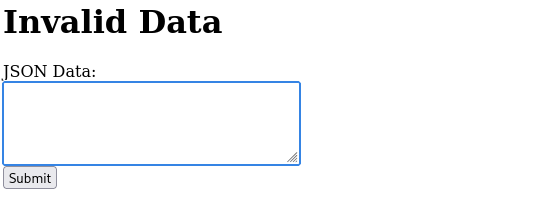 Invalid Data
JSON Data:
Submit